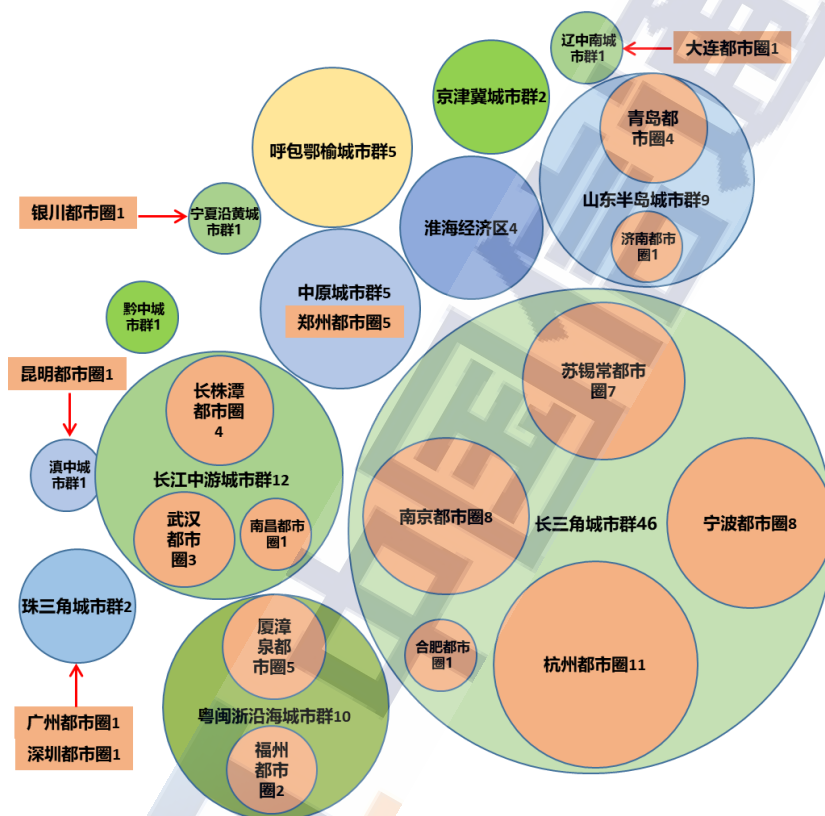 辽中南城
市群1
大连都市圈1
京津冀城市群2
青岛都
市圈4
呼包鄂榆城市群5
山东半岛城市群9
银川都市圈1
宁夏沿黄城
市群1
淮海经济区4
济南都市
圈1
中原城市群5
郑州都市圈5
黔中城
市群1
昆明都市圈1
长株潭
都市圈
4
苏锡常都市
圈7
滇中城
市群1
长江中游城市群12
武汉
都市
圈3
南昌都市
圈1
南京都市圈8
长三角城市群46
宁波都市圈8
珠三角城市群2
厦漳
泉都
市圈5
合肥都市
圈1
杭州都市圈11
广州都市圈1
深圳都市圈1
粤闽浙沿海城市群10
福州
都市
圈2